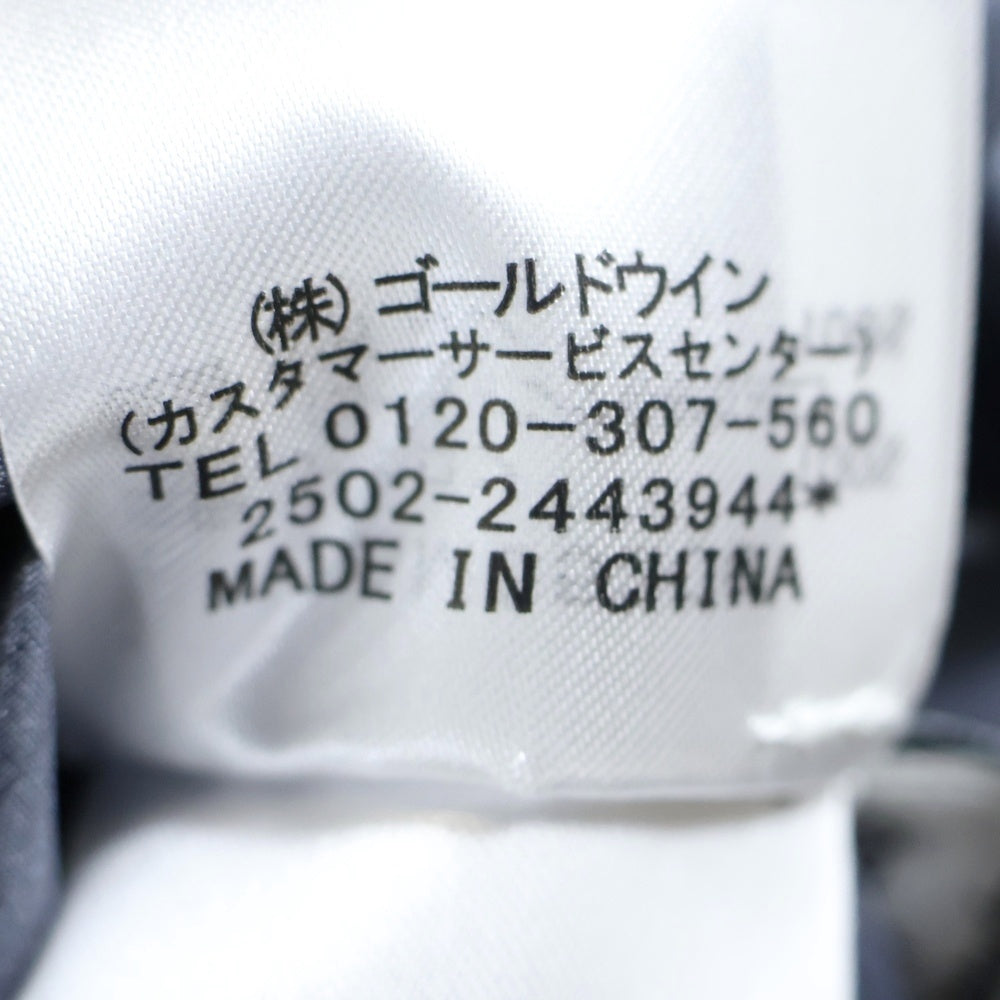 (株)ゴールドウイン
(カスタマーサービスセンター)
TEL 0120-307-560
2502-2443944*
MADE IN CHINA